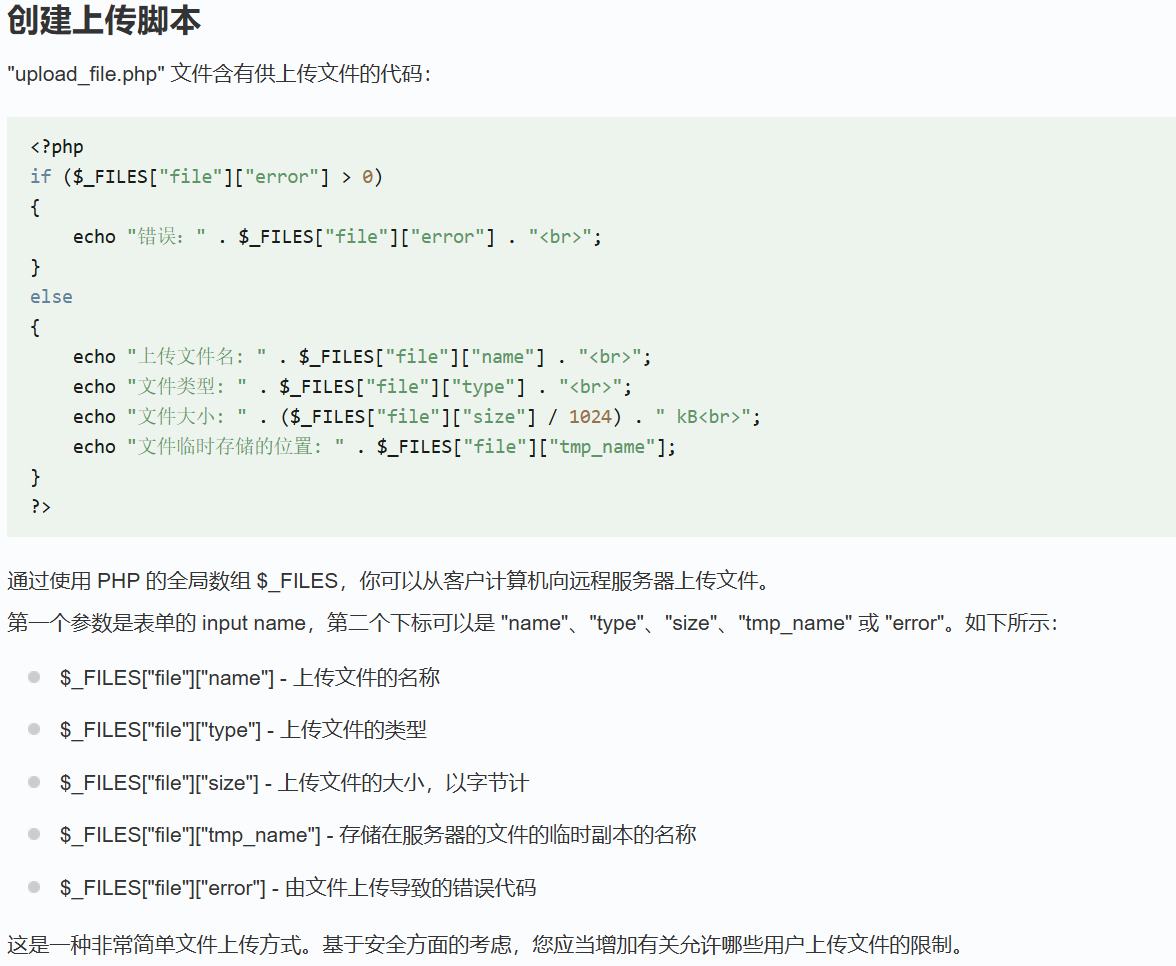 创建上传脚本
"upload_file.php" 文件含有供上传文件的代码：
<?php
if ($_FILES["file"]["error"] > 0)
{
    echo "错误：" . $_FILES["file"]["error"] . "<br>";
}
else
{
    echo "上传文件名: " . $_FILES["file"]["name"] . "<br>";
    echo "文件类型: " . $_FILES["file"]["type"] . "<br>";
    echo "文件大小: " . ($_FILES["file"]["size"] / 1024) . " kB<br>";
    echo "文件临时存储的位置: " . $_FILES["file"]["tmp_name"];
}
?>
通过使用 PHP 的全局数组 $_FILES，你可以从客户计算机向远程服务器上传文件。
第一个参数是表单的 input name，第二个下标可以是 "name"、"type"、"size"、"tmp_name" 或 "error"。如下所示：
$_FILES["file"]["name"] - 上传文件的名称
$_FILES["file"]["type"] - 上传文件的类型
$_FILES["file"]["size"] - 上传文件的大小，以字节计
$_FILES["file"]["tmp_name"] - 存储在服务器的文件的临时副本的名称
$_FILES["file"]["error"] - 由文件上传导致的错误代码
这是一种非常简单文件上传方式。基于安全方面的考虑，您应当增加有关允许哪些用户上传文件的限制。